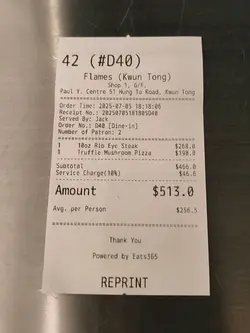 42 (#D40)
Flames (Kwun Tong)
Shop 1, G/F.
Paul Y. Centre 51 Hung To Road, Kwun Tong
Order Time: 2025-07-05 18:18:05
Receipt No.: 20250705181805D40
Served By: Jack
Order No.: D40 [Dine-in]
Number of Patron: 2
1 10oz Rib Eye Steak $268.0
1 Truffle Mushroom Pizza $198.0
Subtotal $466.0
Service Charge(10%) $46.6
Amount $513.0
Avg. per Person $256.5
Thank You
Powered by Eats365
REPRINT